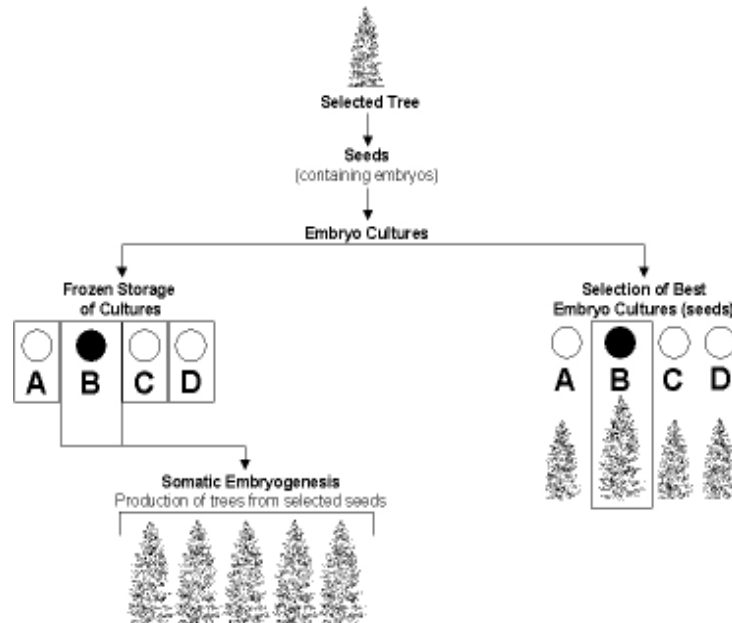 Selected Tree
Seeds
(containing embryos)
Embryo Cultures
Frozen Storage
of Cultures
A B C D
Selection of Best
Embryo Cultures (seeds)
A B C D
Somatic Embryogenesis
Production of trees from selected seeds